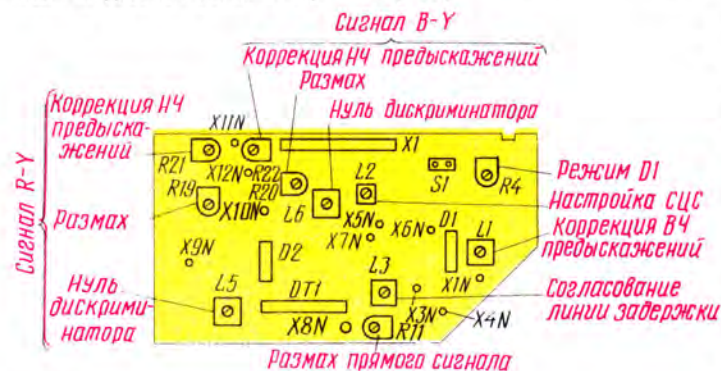 Сигнал B-Y
Коррекция НЧ предыскажений
Размах
Нуль дискриминатора
Сигнал R-Y
Коррекция НЧ
предыска-
жений
Размах
Нуль
дискрими-
натора
X11N
X1
R21
X12N
R22
R20
L2
S1
R4
R19
X10N
L6
X5N
X7N
X6N
D1
L1
X9N
D2
L3
X1N
L5
DT1
X3N
X4N
X8N
R11
Режим D1
Настройка СЦС
Коррекция ВЧ
предыскажений
Согласование
линии задержки
Размах прямого сигнала